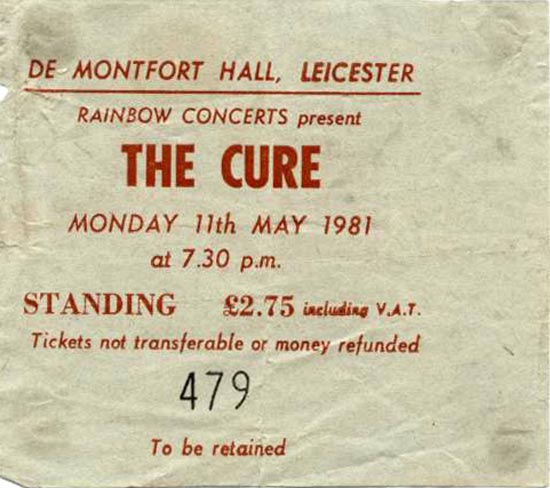 DE MONTFORT HALL, LEICESTER
RAINBOW CONCERTS present
THE CURE
MONDAY 11th MAY 1981
at 7.30 p.m.
STANDING £2.75 including V.A.T.
Tickets not transferable or money refunded
479
To be retained